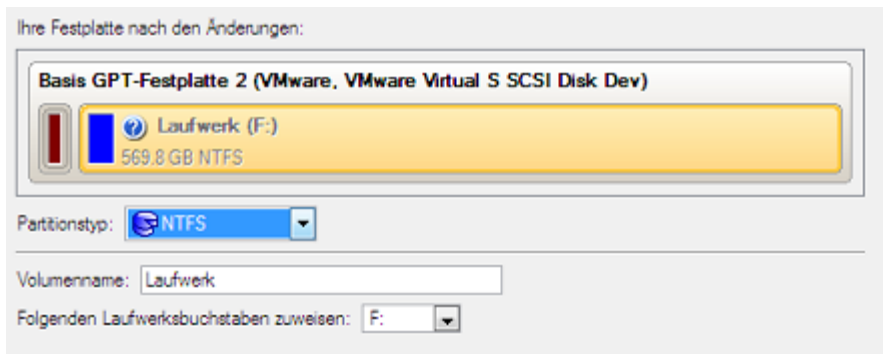 Ihre Festplatte nach den Änderungen:
Basis GPT-Festplatte 2 (VMware, VMware Virtual S SCSI Disk Dev)
Laufwerk (F:)
569.8 GB NTFS
Partitionstyp: NTFS
Volumenname: Laufwerk
Folgenden Laufwerksbuchstaben zuweisen: F: